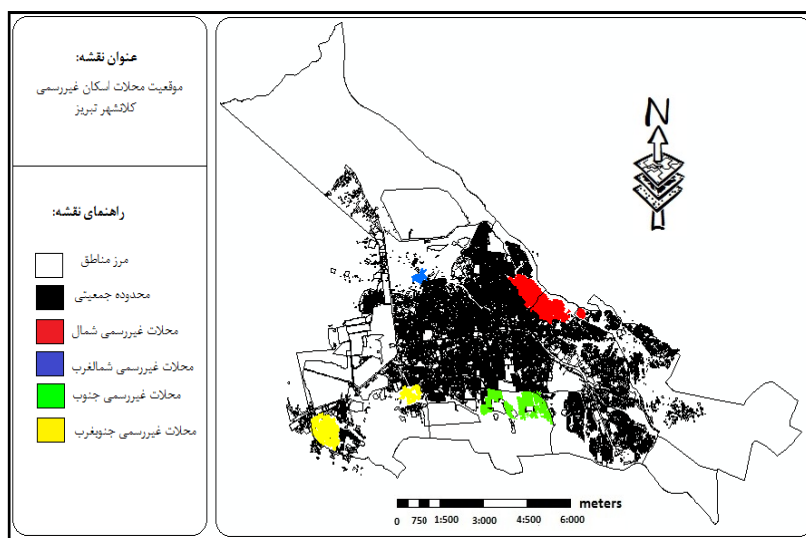 عنوان نقشه:
موقعیت محلات اسکان غیررسمی
کلانشهر تبریز
راهنمای نقشه:
مرز مناطق
محدوده جمعیتی
محلات غیررسمی شمال
محلات غیررسمی شمالغرب
محلات غیررسمی جنوب
محلات غیررسمی جنوبغرب
N
meters
0 750 1:500 3:000 4:500 6:000